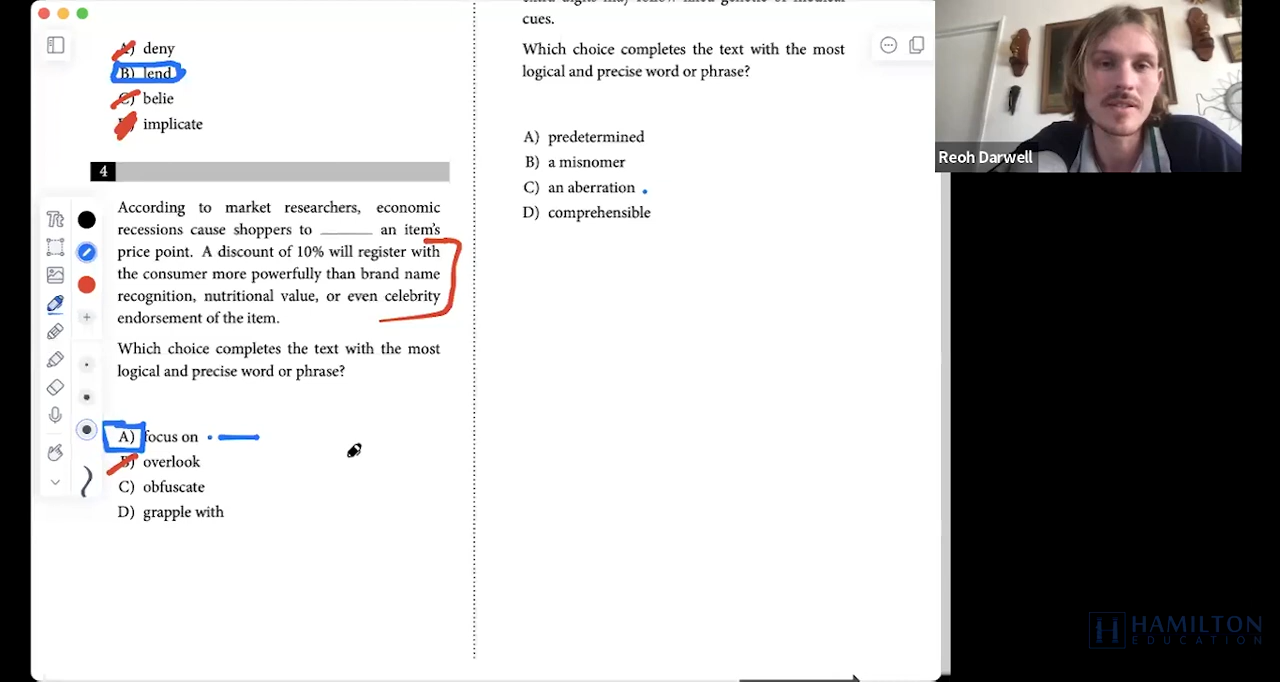 A) deny
B) lend
C) belie
implicate
4
According to market researchers, economic
recessions cause shoppers to ______ an item's
price point. A discount of 10% will register with
the consumer more powerfully than brand name
recognition, nutritional value, or even celebrity
endorsement of the item.
Which choice completes the text with the most
logical and precise word or phrase?
A) focus on
B) overlook
C) obfuscate
D) grapple with
cues.
Which choice completes the text with the most
logical and precise word or phrase?
A) predetermined
B) a misnomer
C) an aberration
D) comprehensible
Tt
Reoh Darwell
HAMILTON
EDUCATION